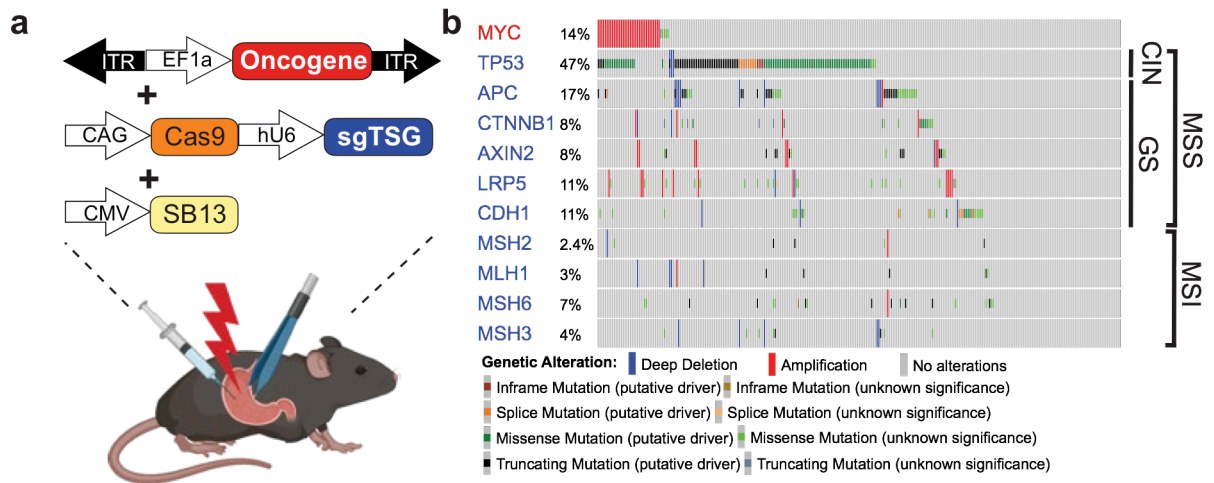 a
ITR EF1a Oncogene ITR
+
CAG Cas9 hU6 sgTSG
+
CMV SB13
b
MYC 14%
TP53 47%
APC 17%
CTNNB1 8%
AXIN2 8%
LRP5 11%
CDH1 11%
MSH2 2.4%
MLH1 3%
MSH6 7%
MSH3 4%
CIN
GS
MSS
MSI
Genetic Alteration: Deep Deletion Amplification No alterations
Inframe Mutation (putative driver) Inframe Mutation (unknown significance)
Splice Mutation (putative driver) Splice Mutation (unknown significance)
Missense Mutation (putative driver) Missense Mutation (unknown significance)
Truncating Mutation (putative driver) Truncating Mutation (unknown significance)